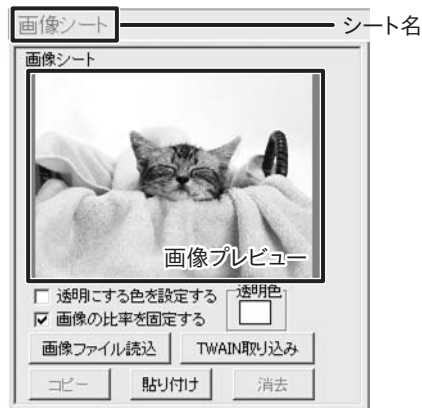 画像シート
シート名
画像シート
画像プレビュー
透明にする色を設定する
透明色
画像の比率を固定する
画像ファイル読込
TWAIN取り込み
コピー
貼り付け
消去